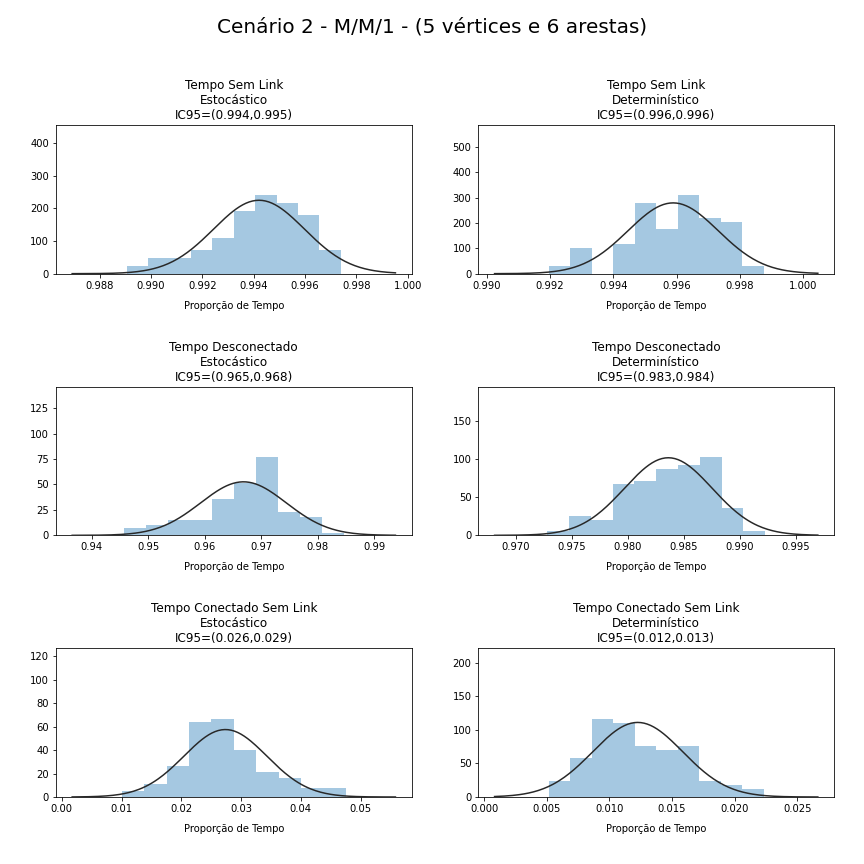 Cenário 2 - M/M/1 - (5 vértices e 6 arestas)
Tempo Sem Link
Estocástico
IC95=(0.994,0.995)
400
300
200
100
0
0.988 0.990 0.992 0.994 0.996 0.998 1.000
Proporção de Tempo
Tempo Sem Link
Determinístico
IC95=(0.996,0.996)
500
400
300
200
100
0
0.990 0.992 0.994 0.996 0.998 1.000
Proporção de Tempo
Tempo Desconectado
Estocástico
IC95=(0.965,0.968)
125
100
75
50
25
0
0.94 0.95 0.96 0.97 0.98 0.99
Proporção de Tempo
Tempo Desconectado
Determinístico
IC95=(0.983,0.984)
150
100
50
0
0.970 0.975 0.980 0.985 0.990 0.995
Proporção de Tempo
Tempo Conectado Sem Link
Estocástico
IC95=(0.026,0.029)
120
100
80
60
40
20
0
0.00 0.01 0.02 0.03 0.04 0.05
Proporção de Tempo
Tempo Conectado Sem Link
Determinístico
IC95=(0.012,0.013)
200
150
100
50
0
0.000 0.005 0.010 0.015 0.020 0.025
Proporção de Tempo